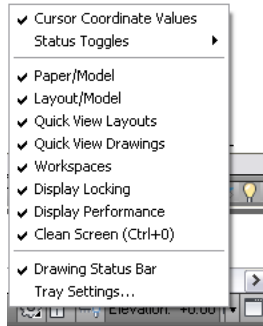 Cursor Coordinate Values
Status Toggles
Paper/Model
Layout/Model
Quick View Layouts
Quick View Drawings
Workspaces
Display Locking
Display Performance
Clean Screen (Ctrl+0)
Drawing Status Bar
Tray Settings...
Elevation: +0.00